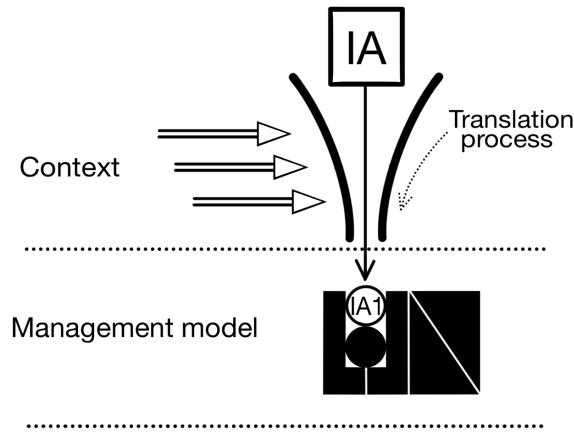 IA
Translation
process
Context
IA1
Management model